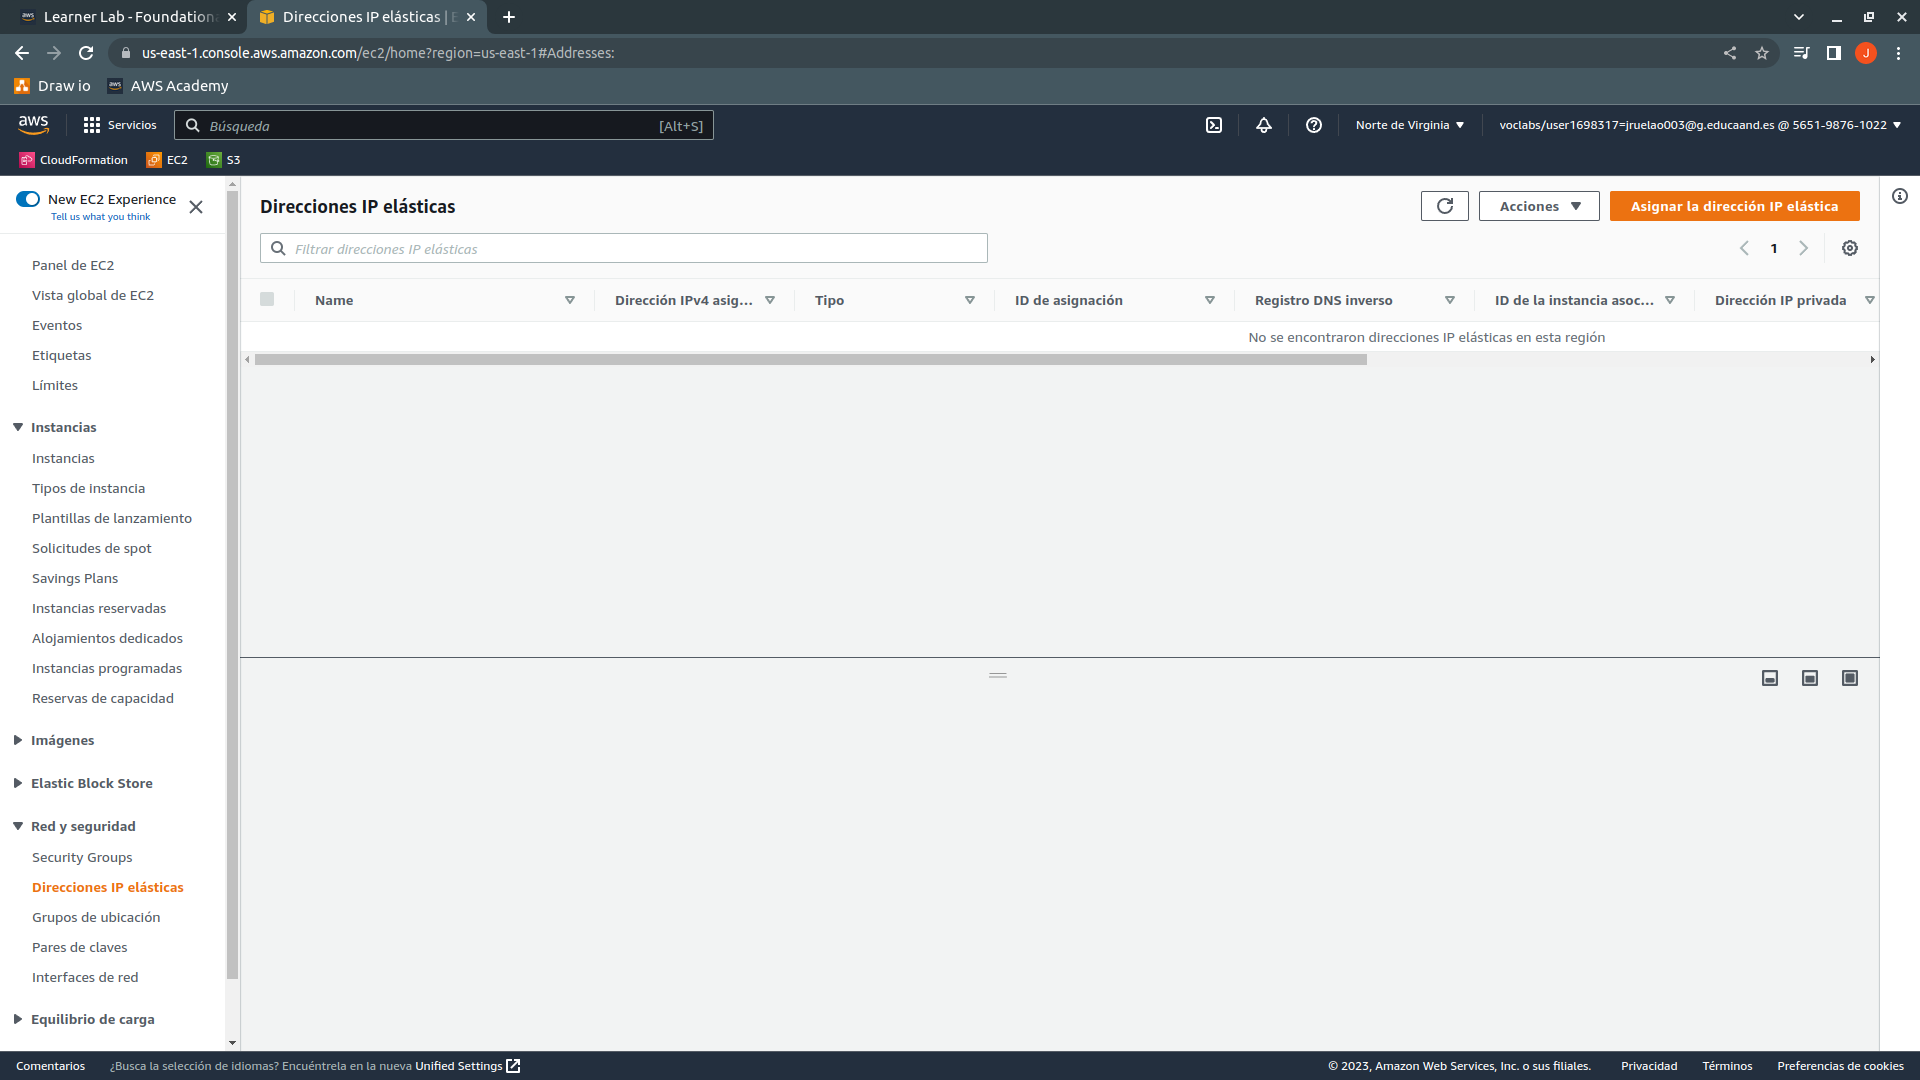 Learner Lab - Foundation
Direcciones IP elásticas | E
us-east-1.console.aws.amazon.com/ec2/home?region=us-east-1#Addresses:
J
Draw io
AWS Academy
aws
Servicios
Búsqueda
[Alt+S]
Norte de Virginia
voclabs/user1698317=jruelao003@g.educaand.es @ 5651-9876-1022
CloudFormation
EC2
S3
New EC2 Experience
Tell us what you think
Panel de EC2
Vista global de EC2
Eventos
Etiquetas
Límites
Instancias
Instancias
Tipos de instancia
Plantillas de lanzamiento
Solicitudes de spot
Savings Plans
Instancias reservadas
Alojamientos dedicados
Instancias programadas
Reservas de capacidad
Imágenes
Elastic Block Store
Red y seguridad
Security Groups
Direcciones IP elásticas
Grupos de ubicación
Pares de claves
Interfaces de red
Equilibrio de carga
Direcciones IP elásticas
Acciones
Asignar la dirección IP elástica
Filtrar direcciones IP elásticas
1
Name
Dirección IPv4 asig...
Tipo
ID de asignación
Registro DNS inverso
ID de la instancia asoc...
Dirección IP privada
No se encontraron direcciones IP elásticas en esta región
Comentarios
¿Busca la selección de idiomas? Encuéntrela en la nueva Unified Settings
© 2023, Amazon Web Services, Inc. o sus filiales.
Privacidad
Términos
Preferencias de cookies